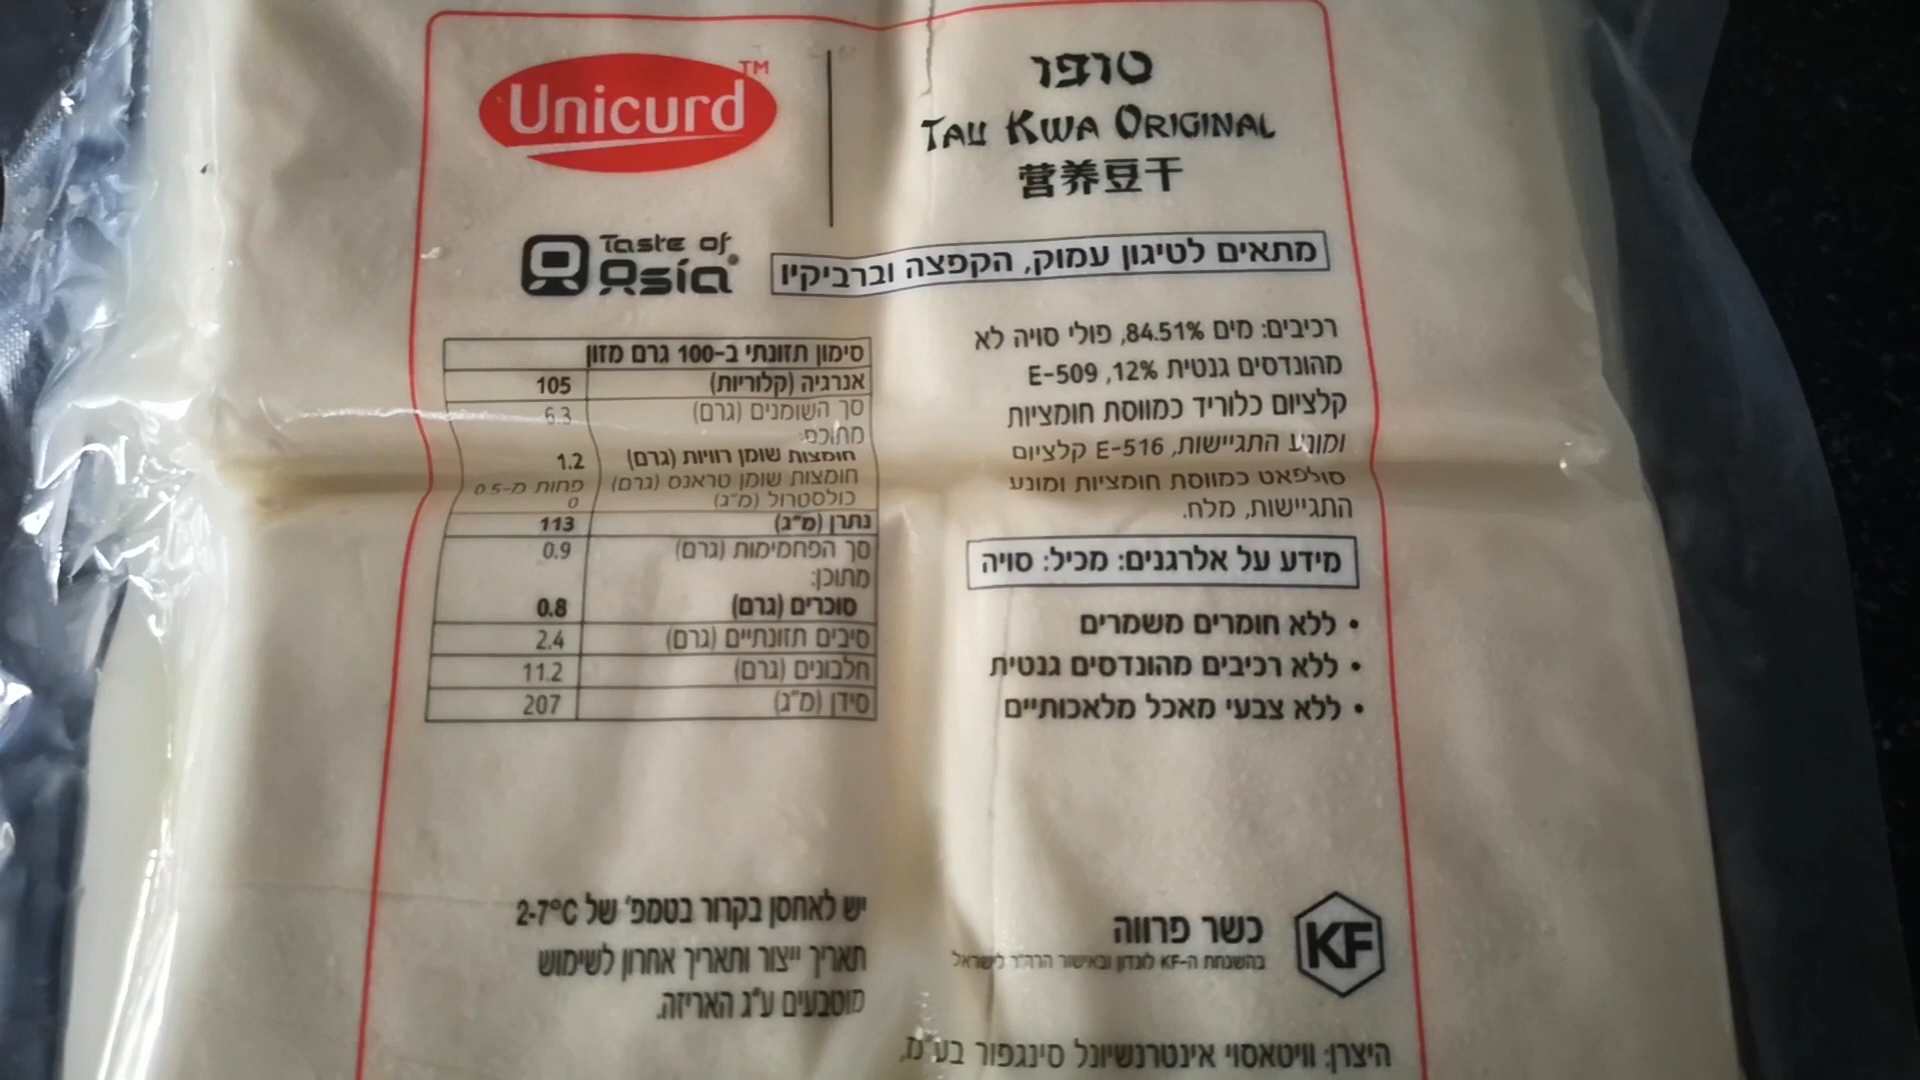 Unicurd™
טופו
TAU KWA ORIGINAL
营养豆干
Taste of
Asia
מתאים לטיגון עמוק, הקפצה וברביקיו
רכיבים: מים 84.51%, פולי סויה לא
מהונדסים גנטית 12%, E-509
קלציום כלוריד כמווסת חומציות
ומונע התגיישות, E-516 קלציום
סולפאט כמווסת חומציות ומונע
התגיישות, מלח.
מידע על אלרגנים: מכיל: סויה
• ללא חומרים משמרים
• ללא רכיבים מהונדסים גנטית
• ללא צבעי מאכל מלאכותיים
סימון תזונתי ב-100 גרם מזון
אנרגיה (קלוריות) 105
סך השומנים (גרם) 6.3
מתוכם:
חומצות שומן רוויות (גרם) 1.2
חומצות שומן טראנס (גרם) פחות מ-0.5
כולסטרול (מ"ג) 0
נתרן (מ"ג) 113
סך הפחמימות (גרם) 0.9
מתוכן:
סוכרים (גרם) 0.8
סיבים תזונתיים (גרם) 2.4
חלבונים (גרם) 11.2
סידן (מ"ג) 207
KF
כשר פרווה
בהשגחת ה-KF לונדון ובאישור הרה"ר לישראל
יש לאחסן בקרור בטמפ' של 2-7°C
תאריך ייצור ותאריך אחרון לשימוש
מוטבעים ע"ג האריזה.
היצרן: וויטאסוי אינטרנשיונל סינגפור בע"מ,